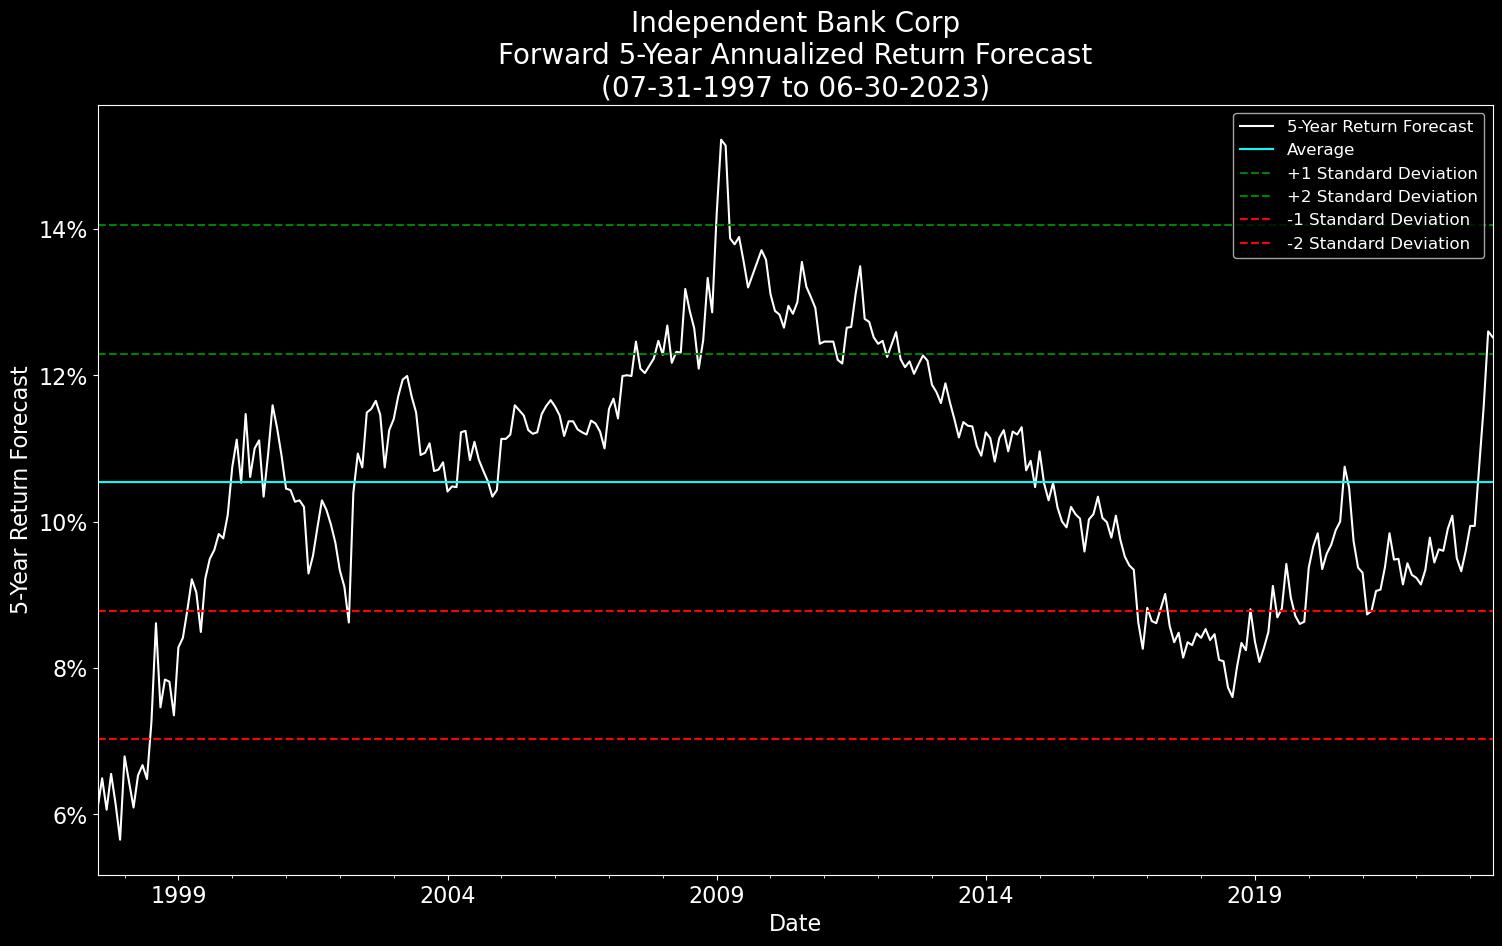 Independent Bank Corp
Forward 5-Year Annualized Return Forecast
(07-31-1997 to 06-30-2023)
5-Year Return Forecast
Average
+1 Standard Deviation
+2 Standard Deviation
-1 Standard Deviation
-2 Standard Deviation
14%
12%
10%
8%
6%
5-Year Return Forecast
1999
2004
2009
2014
2019
Date